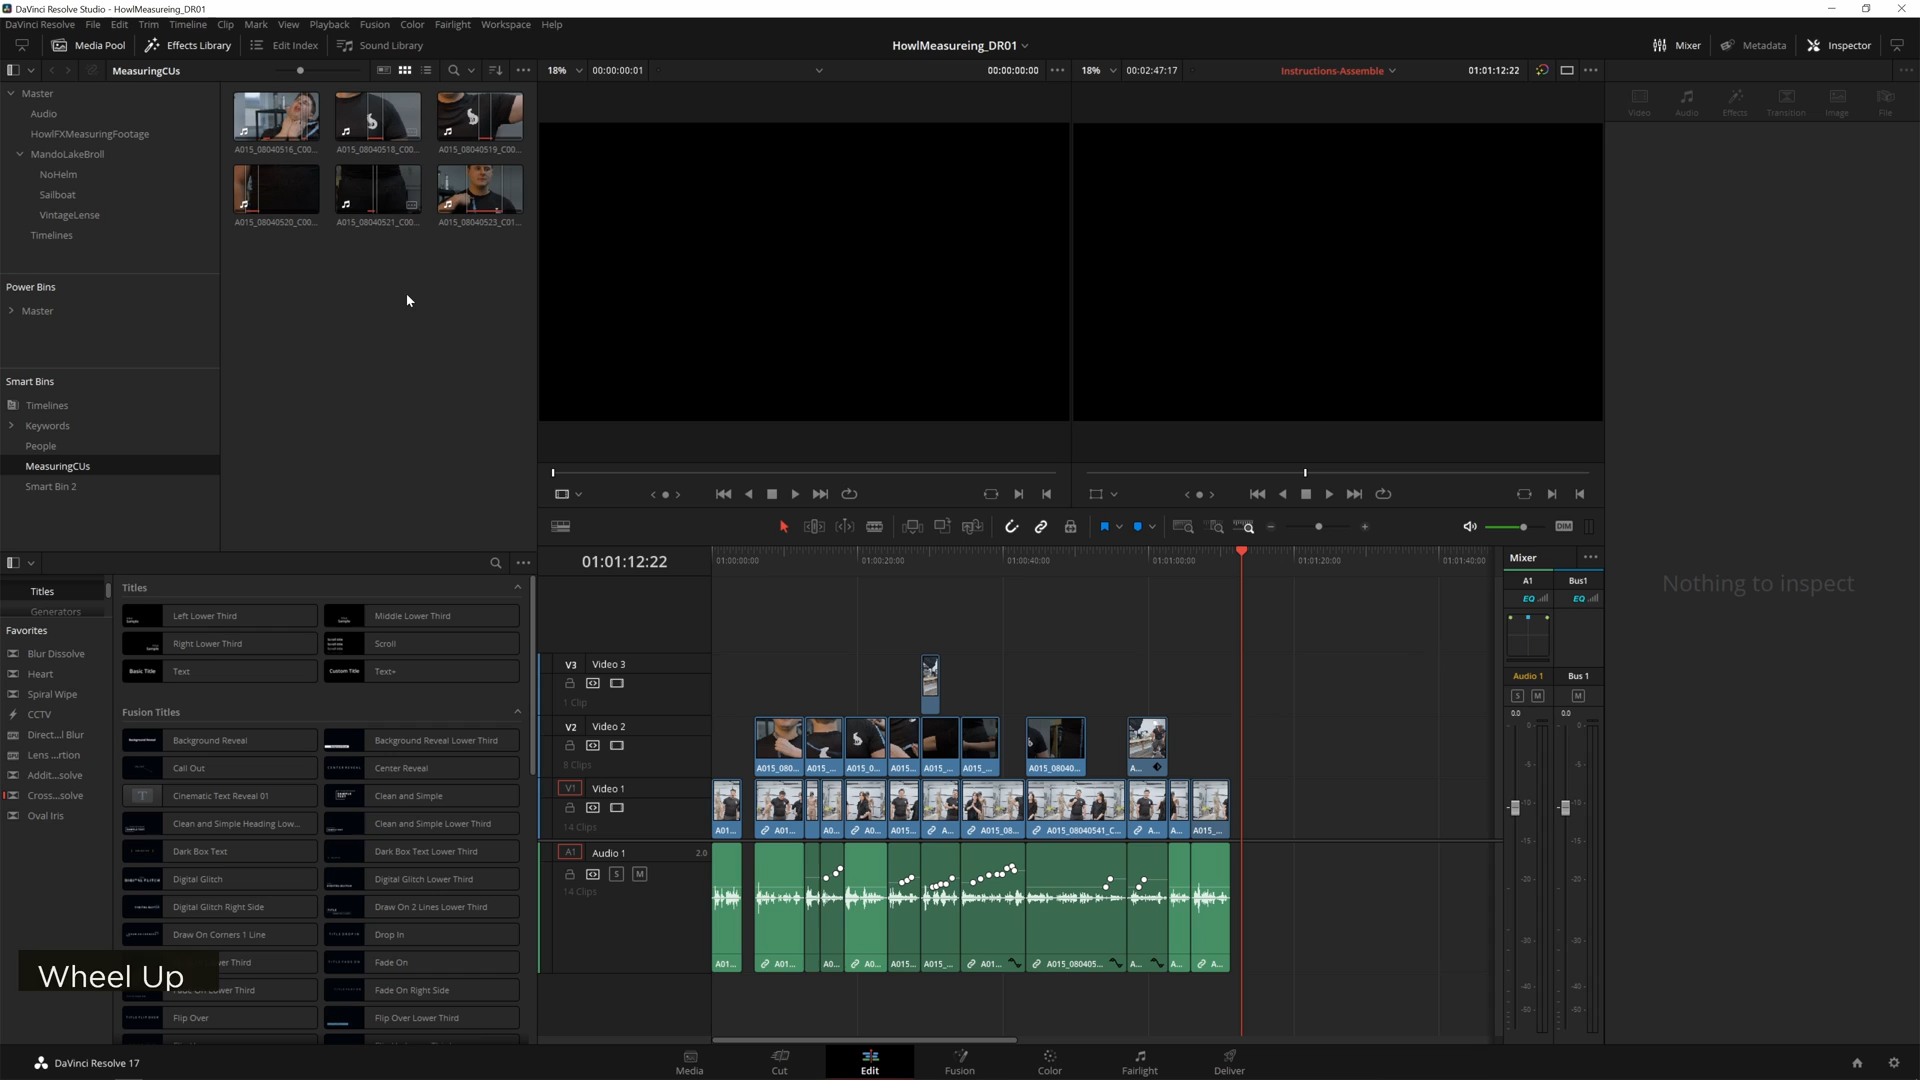 DaVinci Resolve Studio - HowlMeasureing_DR01
DaVinci Resolve File Edit Trim Timeline Clip Mark View Playback Fusion Color Fairlight Workspace Help
Media Pool Effects Library Edit Index Sound Library HowlMeasureing_DR01 Mixer Metadata Inspector
MeasuringCUs 18% 00:00:00:01 00:00:00:00 18% 00:02:47:17 Instructions-Assemble 01:01:12:22
Master
Audio
HowlFXMeasuringFootage
MandoLakeBroll
NoHelm
Sailboat
VintageLense
Timelines
A015_08040516_C00... A015_08040518_C00... A015_08040519_C00...
A015_08040520_C00... A015_08040521_C00... A015_08040523_C01...
Video Audio Effects Transition Image File
Power Bins
Master
Smart Bins
Timelines
Keywords
People
MeasuringCUs
Smart Bin 2
DIM
Titles
Generators
Favorites
Blur Dissolve
Heart
Spiral Wipe
CCTV
Direct...l Blur
Lens ...rtion
Addit...solve
Cross...solve
Oval Iris
Titles
Left Lower Third Middle Lower Third
Right Lower Third Scroll
Basic Title Text Custom Title Text+
Fusion Titles
Background Reveal Background Reveal Lower Third
Call Out Center Reveal
Cinematic Text Reveal 01 Clean and Simple
Clean and Simple Heading Low... Clean and Simple Lower Third
Dark Box Text Dark Box Text Lower Third
Digital Glitch Digital Glitch Lower Third
Digital Glitch Right Side Draw On 2 Lines Lower Third
Draw On Corners 1 Line Drop In
wer Third Fade On
Fade On Lower Third Fade On Right Side
Flip Over Flip Over Lower Third
Wheel Up
01:01:12:22 01:00:00:00 01:00:20:00 01:00:40:00 01:01:00:00 01:01:20:00 01:01:40:00
V3 Video 3
1 Clip
V2 Video 2
8 Clips
A015_080... A015_... A015_0... A015... A015_... A015_... A015_08040... A...
V1 Video 1
14 Clips
A01... A01... A0... A0... A015... A... A015_08... A015_08040541_C... A... A... A015_...
A1 Audio 1 2.0
S M
14 Clips
A01... A01... A0... A0... A015... A015_... A01... A015_080405... A... A... A...
Mixer
A1 Bus1
EQ EQ
Audio 1 Bus 1
S M M
0.0 0.0
Nothing to inspect
DaVinci Resolve 17
Media Cut Edit Fusion Color Fairlight Deliver